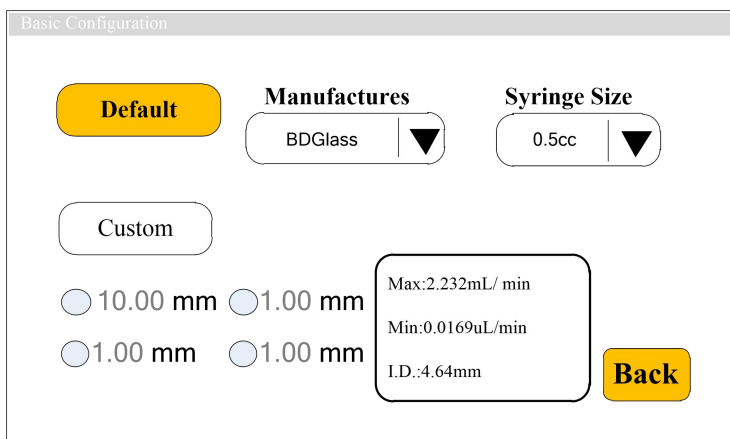 Basic Configuration
Default
Manufactures
Syringe Size
BDGlass
0.5cc
Custom
10.00 mm
1.00 mm
1.00 mm
1.00 mm
Max:2.232mL/ min
Min:0.0169uL/min
I.D.:4.64mm
Back